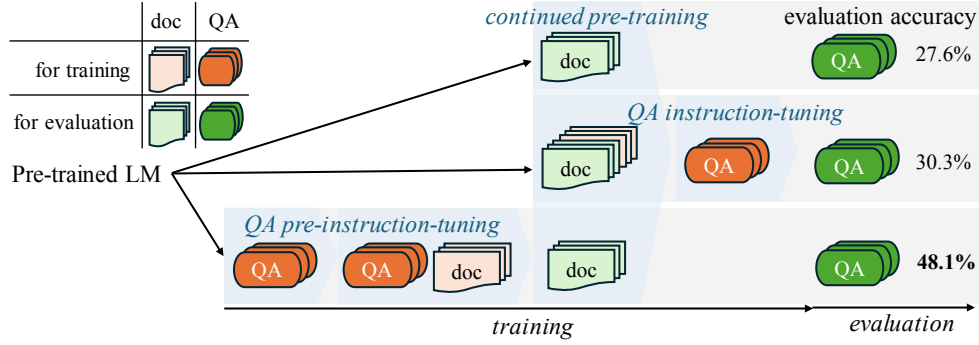 doc QA
continued pre-training
evaluation accuracy
for training
doc
QA
27.6%
for evaluation
QA instruction-tuning
Pre-trained LM
doc
QA
QA
30.3%
QA pre-instruction-tuning
QA
QA
doc
doc
QA
48.1%
training
evaluation